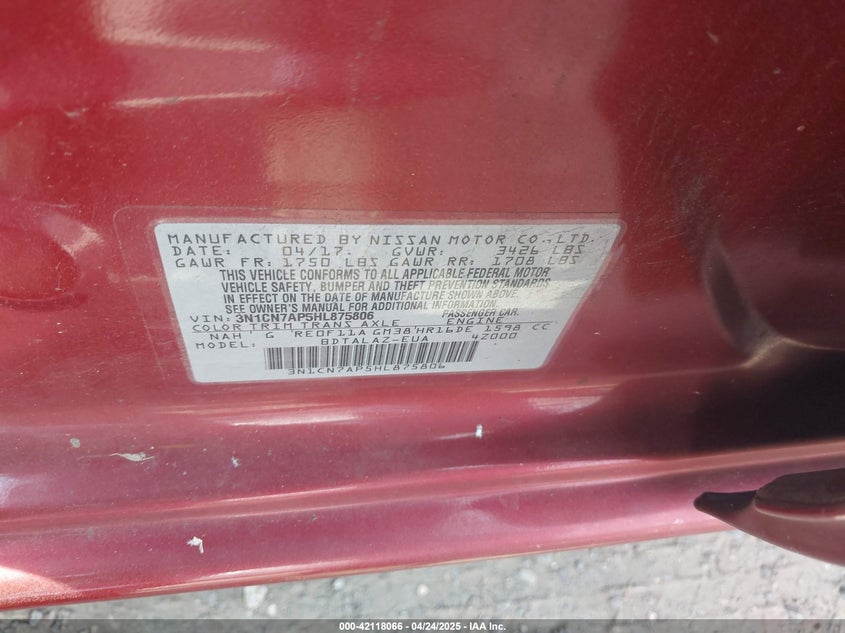 MANUFACTURED BY NISSAN MOTOR CO.,LTD.
DATE: 04/17 GVWR: 3426 LBS
GAWR FR: 1750 LBS GAWR RR: 1708 LBS
THIS VEHICLE CONFORMS TO ALL APPLICABLE FEDERAL MOTOR
VEHICLE SAFETY, BUMPER AND THEFT PREVENTION STANDARDS
IN EFFECT ON THE DATE OF MANUFACTURE SHOWN ABOVE.
SEE OWNER'S MANUAL FOR ADDITIONAL INFORMATION.
VIN: 3N1CN7AP5HL875806 PASSENGER CAR.
COLOR TRIM TRANS AXLE ENGINE
NAH G RE0F11A GM38 HR16DE 1598 CC
MODEL: BDTALAZ-EUA 42000
3N1CN7AP5HL875806
000-42118066 - 04/24/2025 - IAA Inc.